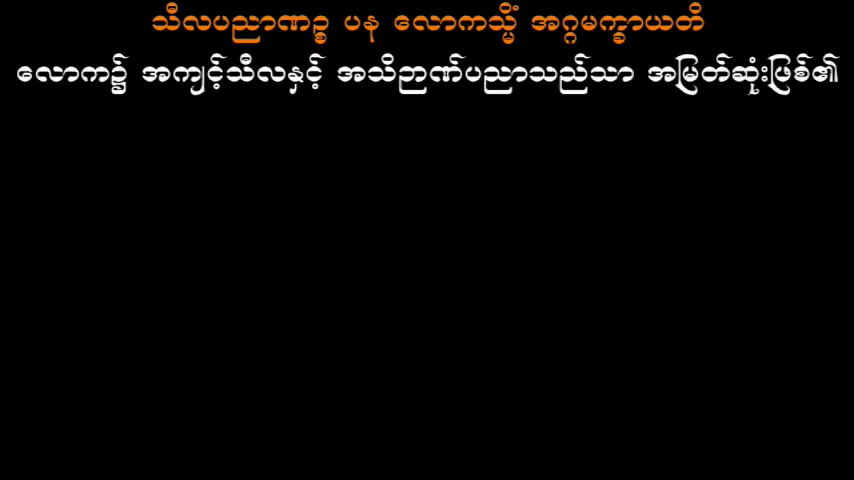 သီလပညာဏဉ္စ ပန လောကသ္မိံ အဂ္ဂမက္ခာယတိ
လောက၌ အကျင့်သီလနှင့် အသိဉာဏ်ပညာသည်သာ အမြတ်ဆုံးဖြစ်၏